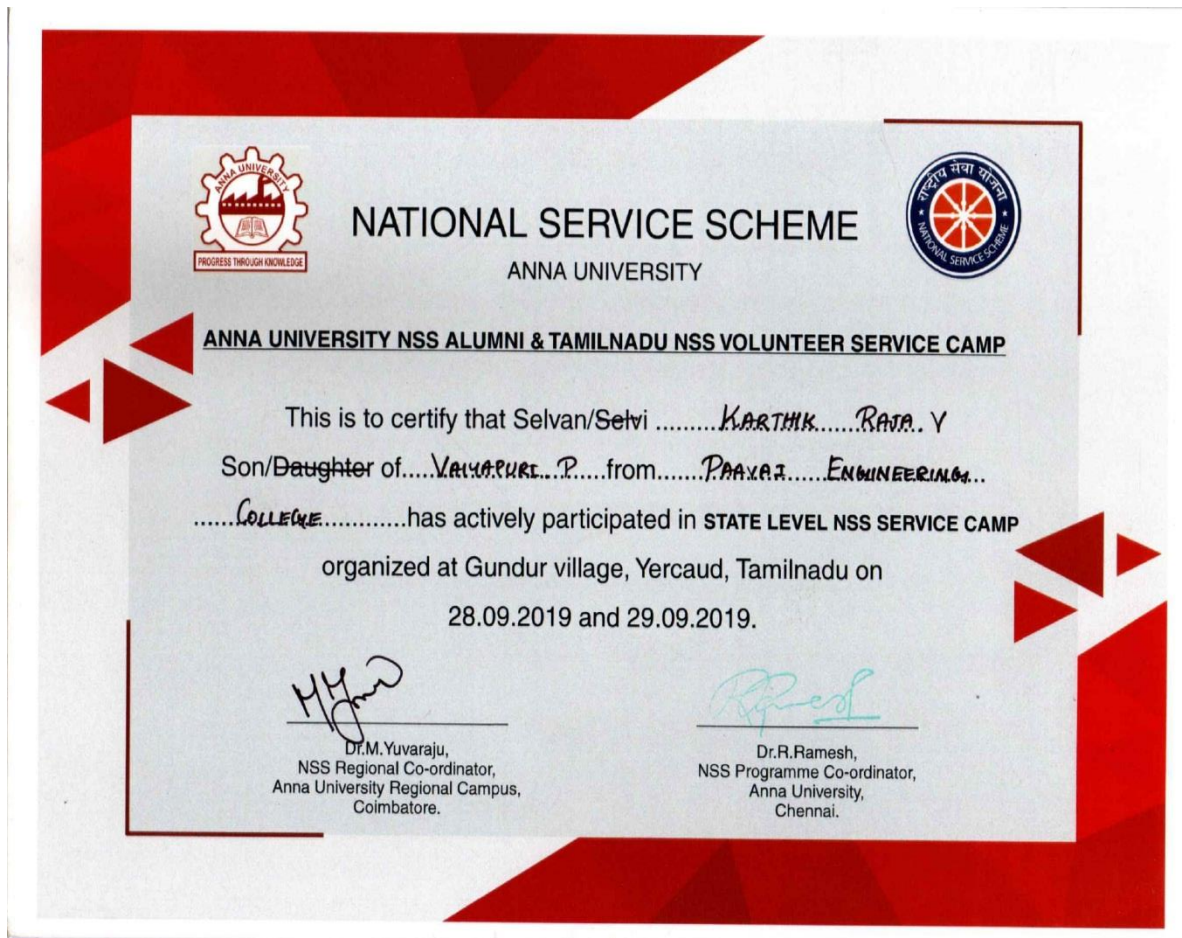 ANNA UNIVERSITY
PROGRESS THROUGH KNOWLEDGE
राष्ट्रीय सेवा योजना
NATIONAL SERVICE SCHEME
NATIONAL SERVICE SCHEME
ANNA UNIVERSITY
ANNA UNIVERSITY NSS ALUMNI & TAMILNADU NSS VOLUNTEER SERVICE CAMP
This is to certify that Selvan/Selvi .........KARTHIK......RAJA..V
Son/Daughter of.....VAIYAPURI...P.....from.......PAAVAI......ENGINEERING...
......COLLEGE............has actively participated in STATE LEVEL NSS SERVICE CAMP
organized at Gundur village, Yercaud, Tamilnadu on
28.09.2019 and 29.09.2019.
Dr.M.Yuvaraju,
NSS Regional Co-ordinator,
Anna University Regional Campus,
Coimbatore.
Dr.R.Ramesh,
NSS Programme Co-ordinator,
Anna University,
Chennai.